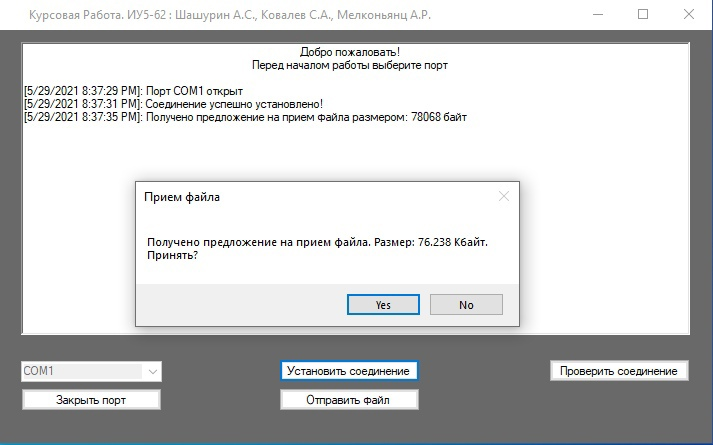 Курсовая Работа. ИУ5-62 : Шашурин А.С., Ковалев С.А., Мелконьянц А.Р.
Добро пожаловать!
Перед началом работы выберите порт
[5/29/2021 8:37:29 PM]: Порт COM1 открыт
[5/29/2021 8:37:31 PM]: Соединение успешно установлено!
[5/29/2021 8:37:35 PM]: Получено предложение на прием файла размером: 78068 байт
Прием файла
Получено предложение на прием файла. Размер: 76.238 Кбайт.
Принять?
Yes
No
COM1
Установить соединение
Проверить соединение
Закрыть порт
Отправить файл